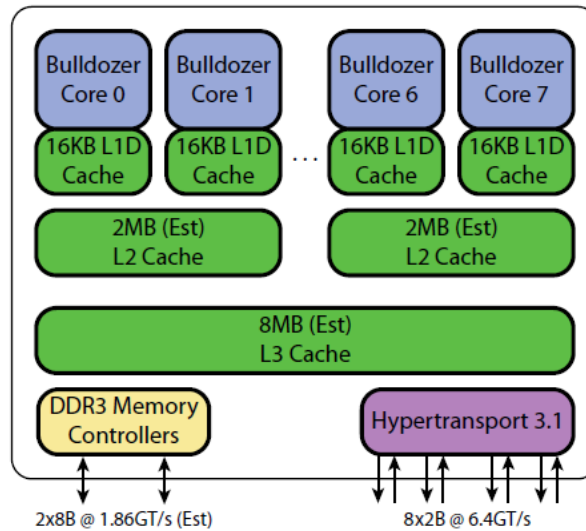 Bulldozer
Core 0
Bulldozer
Core 1
Bulldozer
Core 6
Bulldozer
Core 7
16KB L1D
Cache
16KB L1D
Cache
...
16KB L1D
Cache
16KB L1D
Cache
2MB (Est)
L2 Cache
2MB (Est)
L2 Cache
8MB (Est)
L3 Cache
DDR3 Memory
Controllers
Hypertransport 3.1
2x8B @ 1.86GT/s (Est)
8x2B @ 6.4GT/s